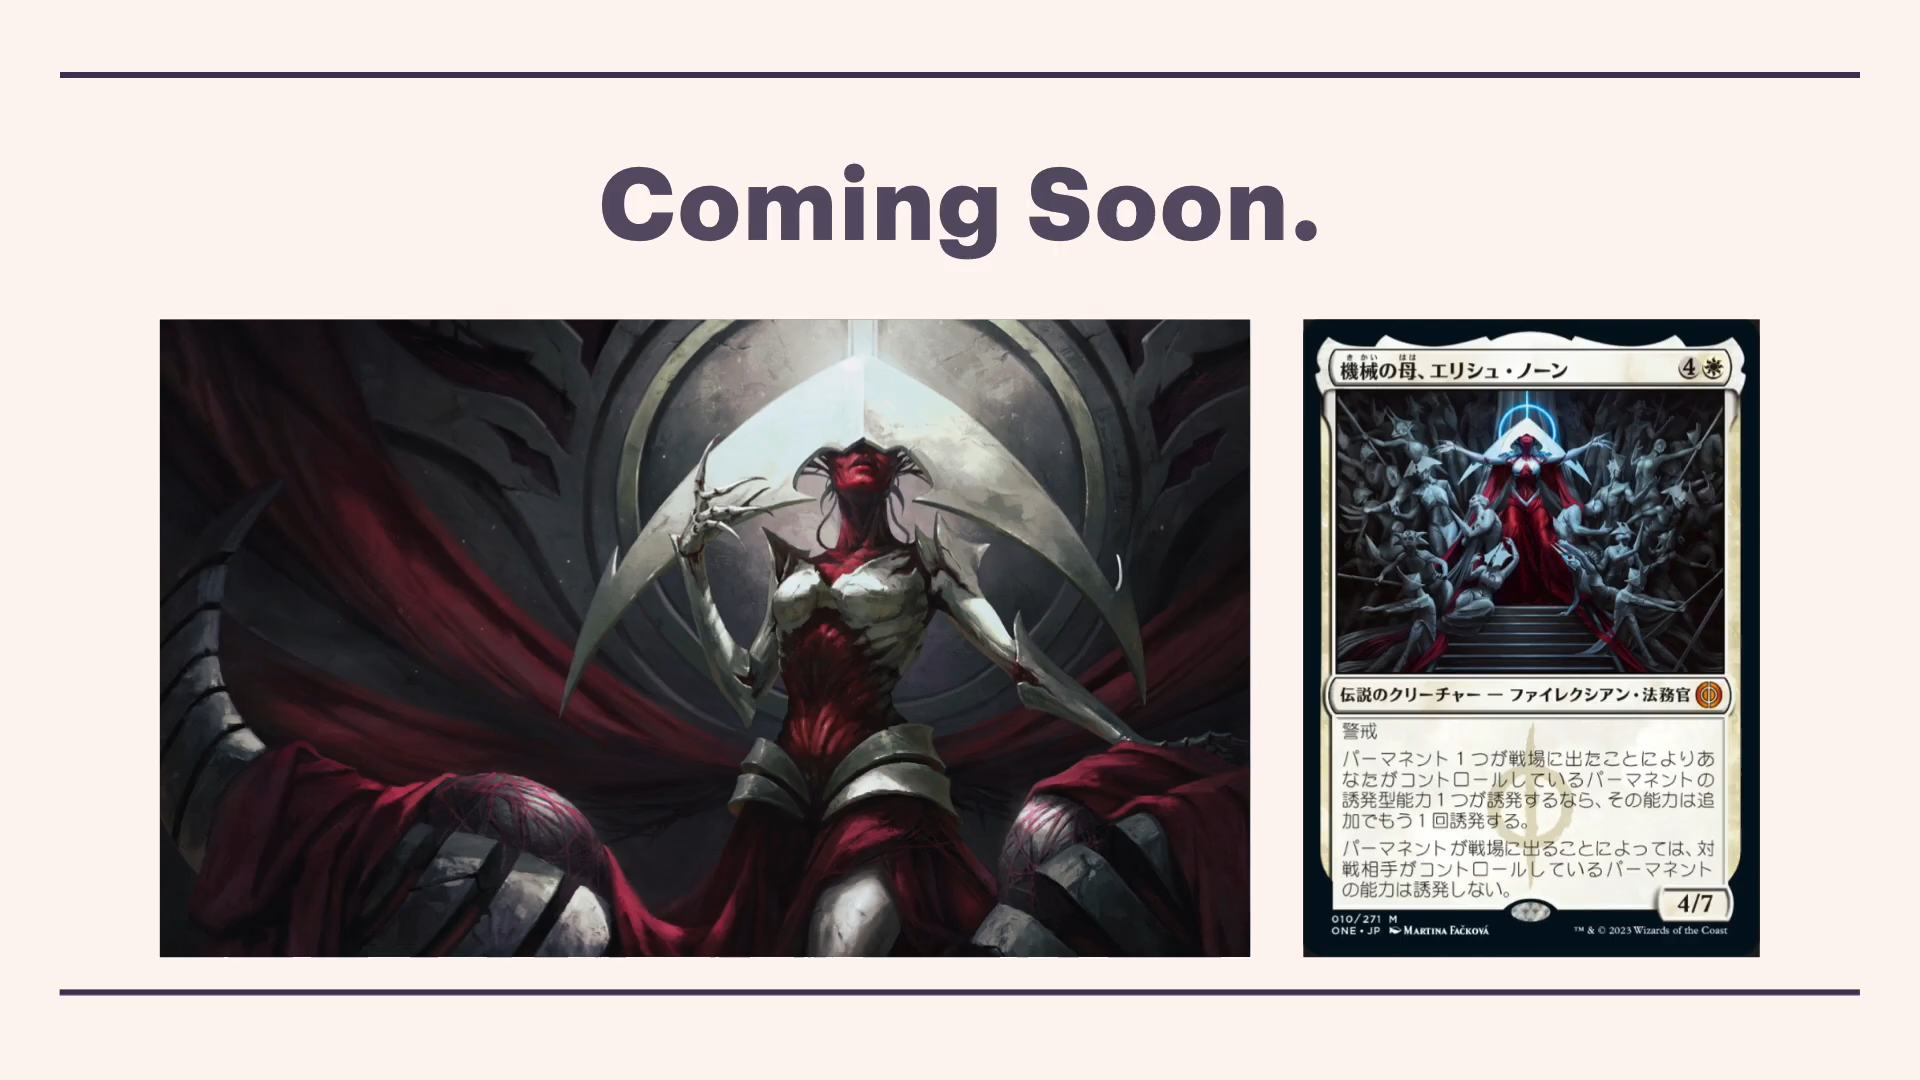 Coming Soon.
きかい はは
機械の母、エリシュ・ノーン 4
伝説のクリーチャー — ファイレクシアン・法務官
警戒
パーマネント１つが戦場に出たことによりあ
なたがコントロールしているパーマネントの
誘発型能力１つが誘発するなら、その能力は追
加でもう１回誘発する。
パーマネントが戦場に出ることによっては、対
戦相手がコントロールしているパーマネント
の能力は誘発しない。
4/7
010/271 M
ONE • JP MARTINA FAČKOVÁ
™ & © 2023 Wizards of the Coast